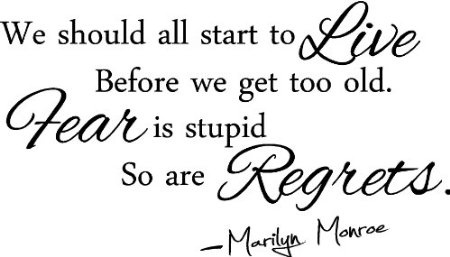 We should all start to Live
Before we get too old.
Fear is stupid
So are Regrets.
–Marilyn Monroe